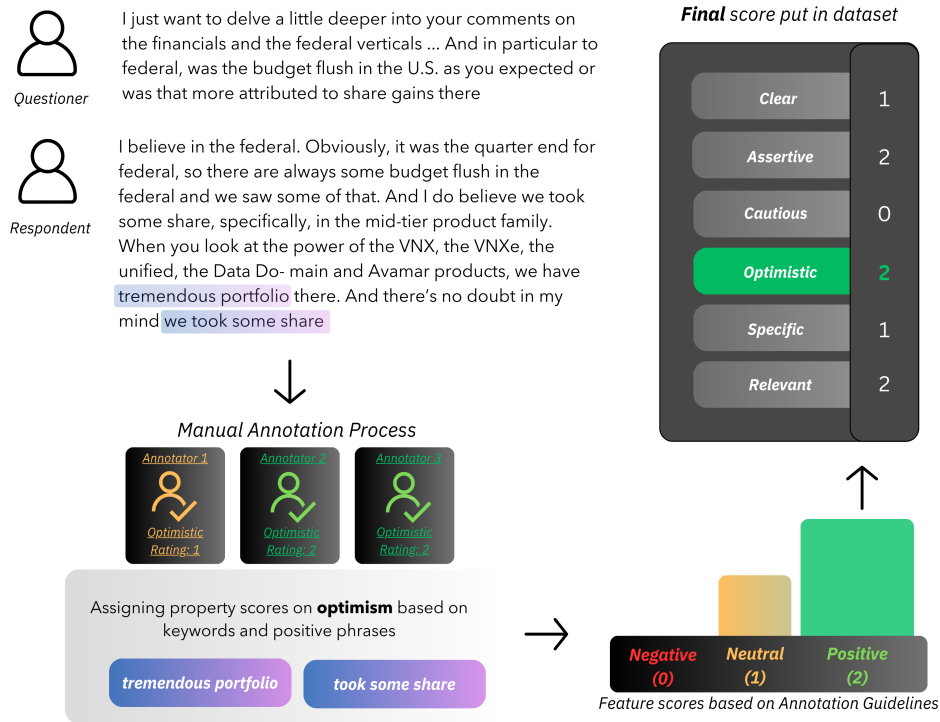 I just want to delve a little deeper into your comments on
the financials and the federal verticals ... And in particular to
federal, was the budget flush in the U.S. as you expected or
was that more attributed to share gains there
Questioner
I believe in the federal. Obviously, it was the quarter end for
federal, so there are always some budget flush in the
federal and we saw some of that. And I do believe we took
some share, specifically, in the mid-tier product family.
When you look at the power of the VNX, the VNXe, the
unified, the Data Do- main and Avamar products, we have
tremendous portfolio there. And there's no doubt in my
mind we took some share
Respondent
Manual Annotation Process
Annotator 1
Optimistic
Rating: 1
Annotator 2
Optimistic
Rating: 2
Annotator 3
Optimistic
Rating: 2
Assigning property scores on optimism based on
keywords and positive phrases
tremendous portfolio
took some share
Negative
(0)
Neutral
(1)
Positive
(2)
Feature scores based on Annotation Guidelines
Final score put in dataset
Clear 1
Assertive 2
Cautious 0
Optimistic 2
Specific 1
Relevant 2